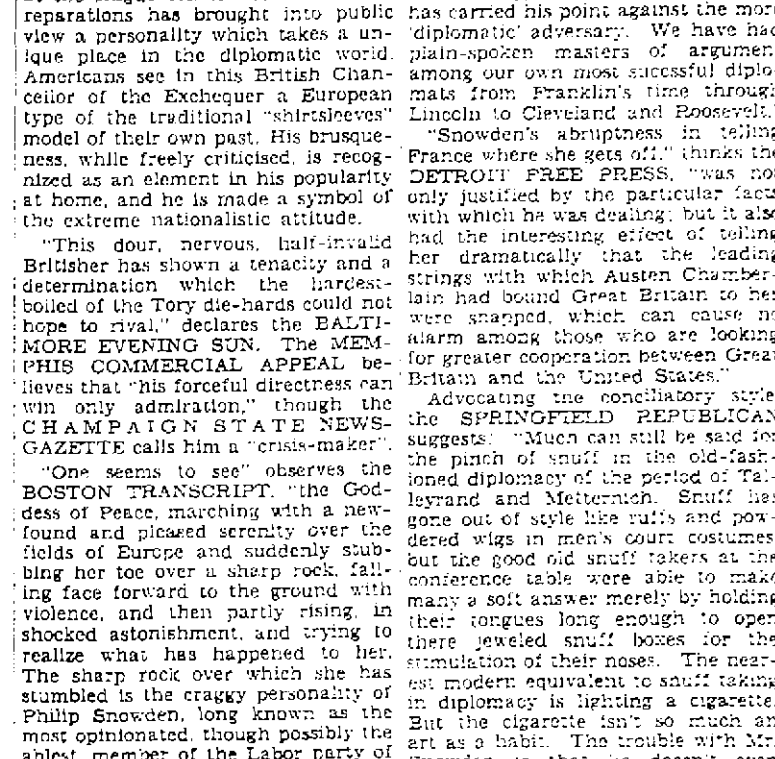 reparations has brought into public
view a personality which takes a un-
ique place in the diplomatic world.
Americans see in this British Chan-
cellor of the Exchequer a European
type of the traditional "shirtsleeves"
model of their own past. His brusque-
ness, while freely criticised, is recog-
nized as an element in his popularity
at home, and he is made a symbol of
the extreme nationalistic attitude.
"This dour, nervous, half-invalid
Britisher has shown a tenacity and a
determination which the hardest-
boiled of the Tory die-hards could not
hope to rival," declares the BALTI-
MORE EVENING SUN. The MEM-
PHIS COMMERCIAL APPEAL be-
lieves that "his forceful directness can
win only admiration," though the
CHAMPAIGN STATE NEWS-
GAZETTE calls him a "crisis-maker".
"One seems to see" observes the
BOSTON TRANSCRIPT, "the God-
dess of Peace, marching with a new-
found and pleased serenity over the
fields of Europe and suddenly stub-
bing her toe over a sharp rock, fall-
ing face forward to the ground with
violence, and then partly rising, in
shocked astonishment, and trying to
realize what has happened to her.
The sharp rock over which she has
stumbled is the craggy personality of
Philip Snowden, long known as the
most opinionated, though possibly the
ablest, member of the Labor party of
has carried his point against the mor
'diplomatic' adversary. We have had
plain-spoken masters of argumen
among our own most successful diplo-
mats from Franklin's time through
Lincoln to Cleveland and Roosevelt."
"Snowden's abruptness in telling
France where she gets off," thinks the
DETROIT FREE PRESS, "was not
only justified by the particular facts
with which he was dealing; but it also
had the interesting effect of telling
her dramatically that the leading
strings with which Austen Chamber-
lain had bound Great Britain to her
were snapped, which can cause no
alarm among those who are looking
for greater cooperation between Great
Britain and the United States."
Advocating the conciliatory style
the SPRINGFIELD REPUBLICAN
suggests: "Much can still be said for
the pinch of snuff in the old-fash-
ioned diplomacy of the period of Tal-
leyrand and Metternich. Snuff has
gone out of style like ruffs and pow-
dered wigs in men's court costumes
but the good old snuff takers at the
conference table were able to make
many a soft answer merely by holding
their tongues long enough to open
there jeweled snuff boxes for the
stimulation of their noses. The near-
est modern equivalent to snuff taking
in diplomacy is lighting a cigarette.
But the cigarette isn't so much an
art as a habit. The trouble with Mr.